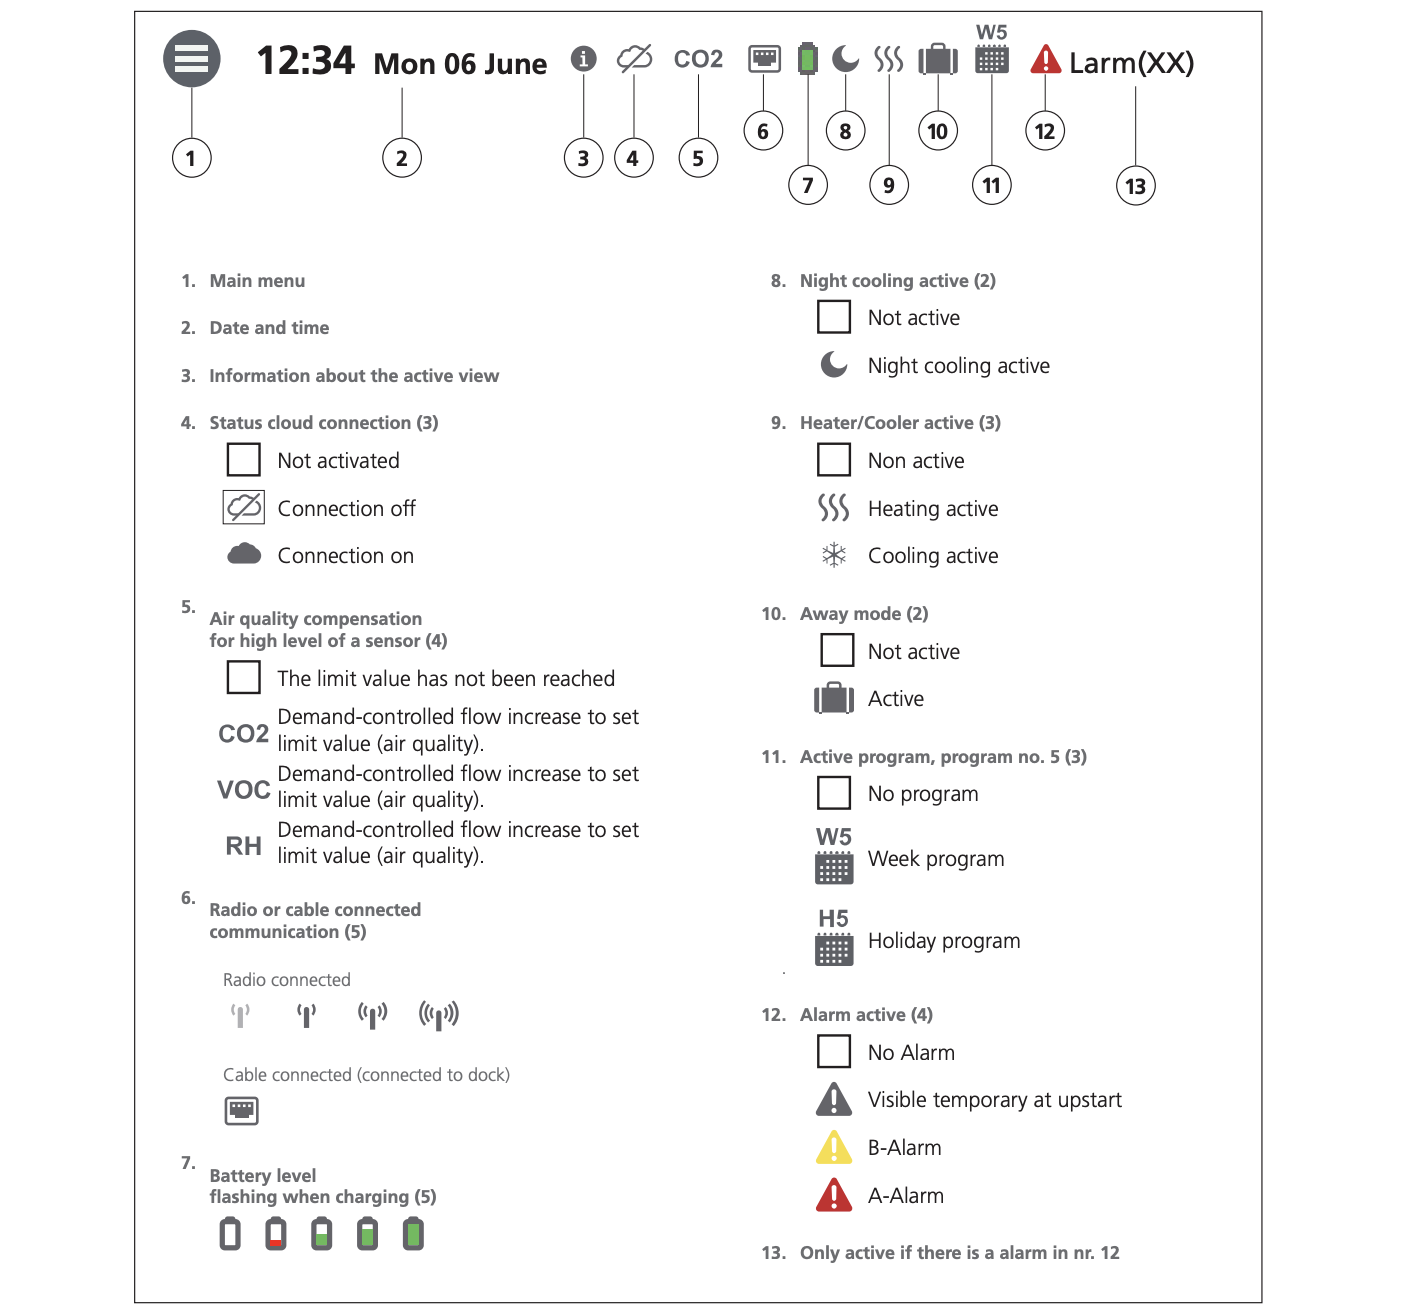 W5
12:34 Mon 06 June CO2 Larm(XX)
1 2 3 4 5 6 7 8 9 10 11 12 13
1. Main menu
2. Date and time
3. Information about the active view
4. Status cloud connection (3)
Not activated
Connection off
Connection on
5. Air quality compensation
for high level of a sensor (4)
The limit value has not been reached
CO2 Demand-controlled flow increase to set
limit value (air quality).
VOC Demand-controlled flow increase to set
limit value (air quality).
RH Demand-controlled flow increase to set
limit value (air quality).
6. Radio or cable connected
communication (5)
Radio connected
Cable connected (connected to dock)
7. Battery level
flashing when charging (5)
8. Night cooling active (2)
Not active
Night cooling active
9. Heater/Cooler active (3)
Non active
Heating active
Cooling active
10. Away mode (2)
Not active
Active
11. Active program, program no. 5 (3)
No program
W5
Week program
H5
Holiday program
.
12. Alarm active (4)
No Alarm
Visible temporary at upstart
B-Alarm
A-Alarm
13. Only active if there is a alarm in nr. 12